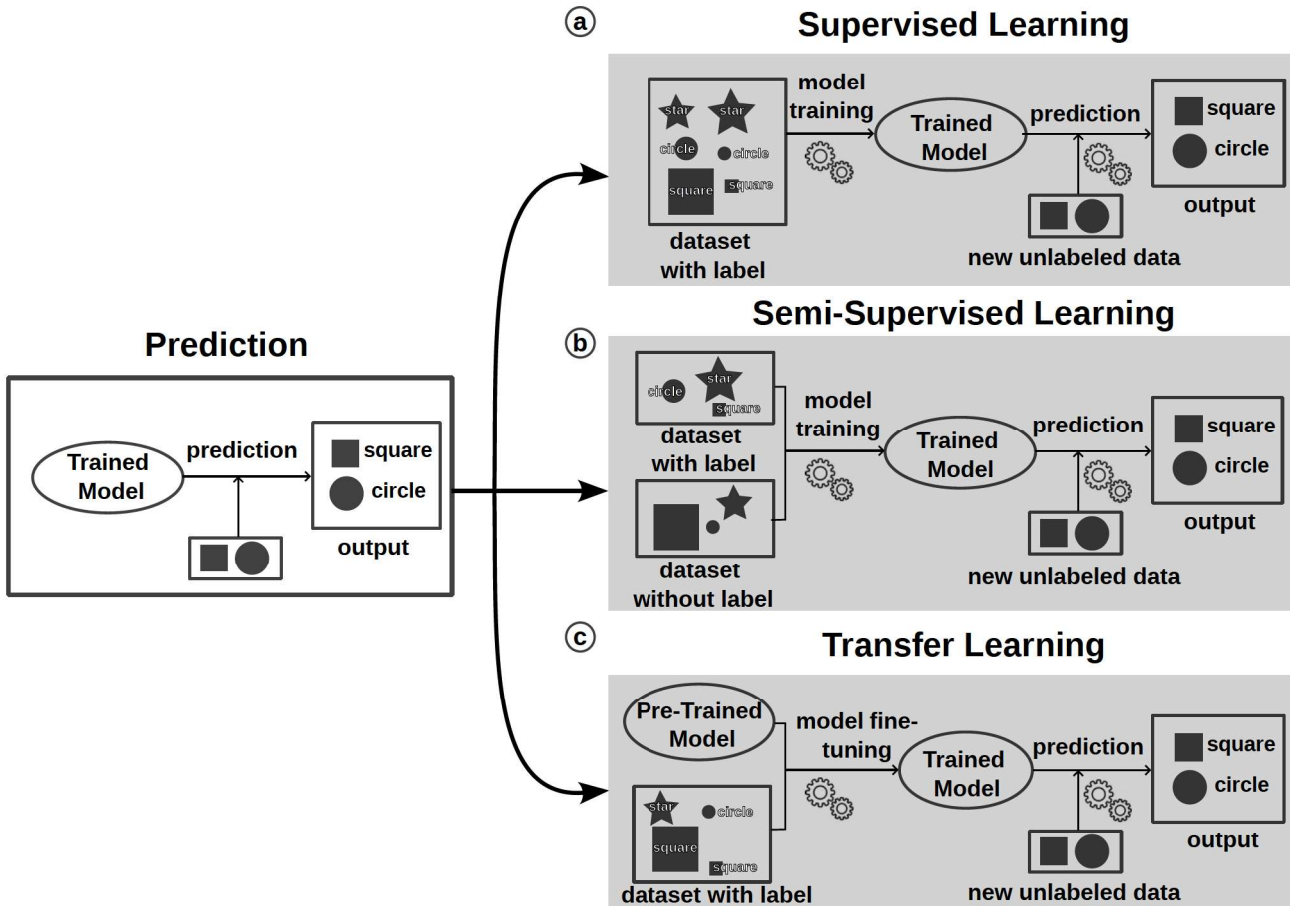 Prediction
Trained
Model
prediction
square
circle
output
a
Supervised Learning
star
star
circle
circle
square
square
dataset
with label
model
training
Trained
Model
prediction
new unlabeled data
square
circle
output
b
Semi-Supervised Learning
circle
star
square
dataset
with label
dataset
without label
model
training
Trained
Model
prediction
new unlabeled data
square
circle
output
c
Transfer Learning
Pre-Trained
Model
star
circle
square
square
dataset with label
model fine-
tuning
Trained
Model
prediction
new unlabeled data
square
circle
output